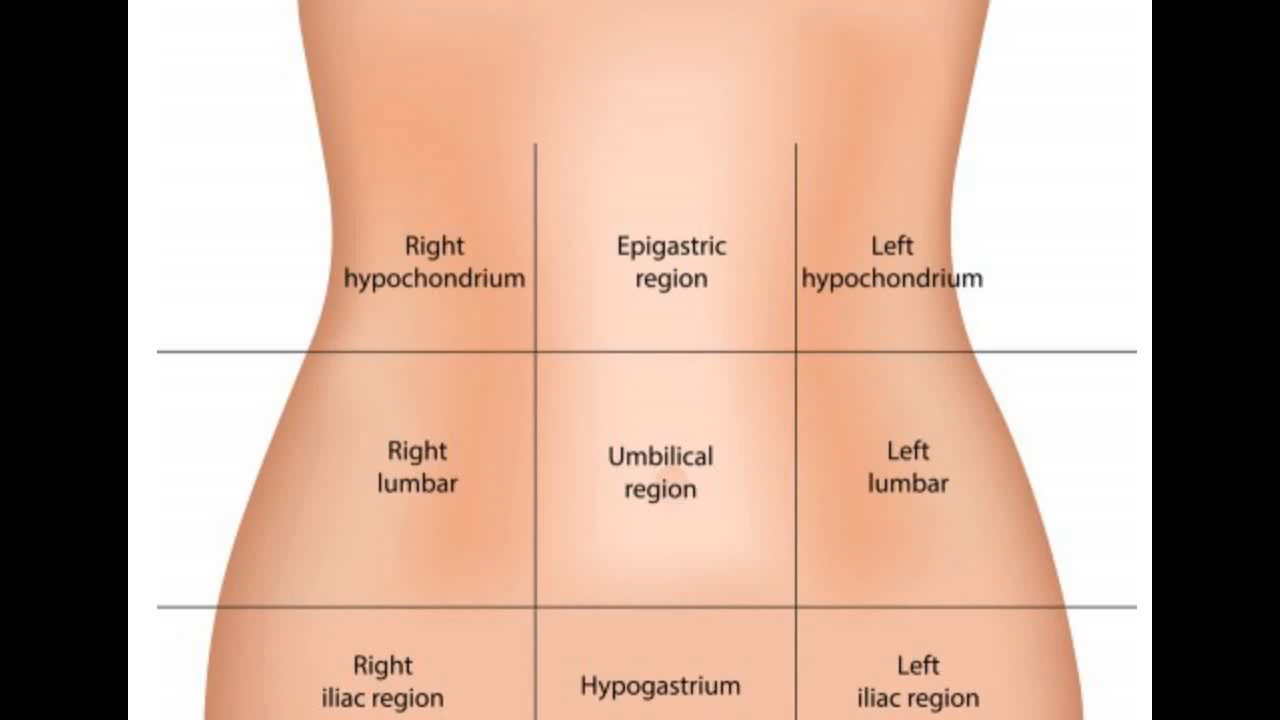 Right
hypochondrium
Epigastric
region
Left
hypochondrium
Right
lumbar
Umbilical
region
Left
lumbar
Right
iliac region
Hypogastrium
Left
iliac region